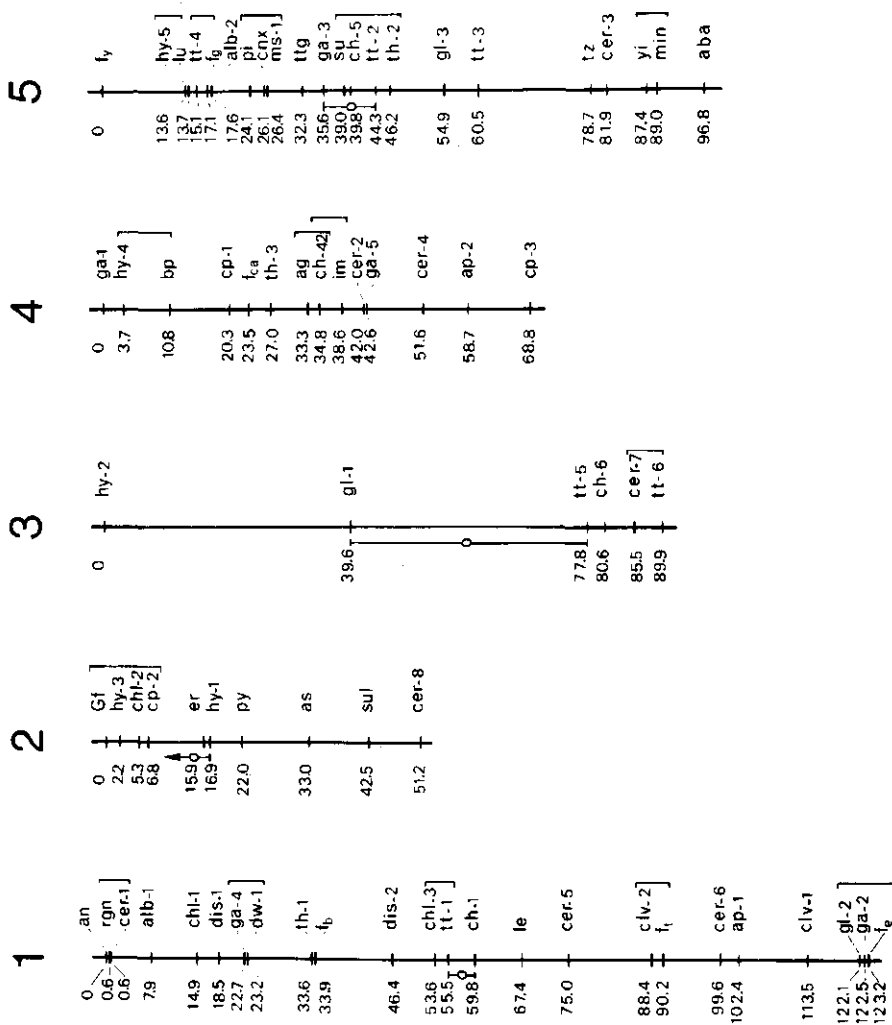 1
0 an
0.6 rgn
0.6 cer-1
7.9 alb-1
14.9 chl-1
18.5 dis-1
22.7 ga-4
23.2 dw-1
33.6 th-1
33.9 fb
46.4 dis-2
53.6 chl-3
55.5 tt-1
59.8 ch-1
67.4 le
75.0 cer-5
88.4 clv-2
90.2 ft
99.6 cer-6
102.4 ap-1
113.5 clv-1
122.1 gl-2
122.5 ga-2
123.2 fe
2
0 Gf
2.2 hy-3
5.3 chl-2
6.8 cp-2
15.9 er
16.9 hy-1
22.0 py
33.0 as
42.5 sul
51.2 cer-8
3
0 hy-2
39.6 gl-1
77.8 tt-5
80.6 ch-6
85.5 cer-7
89.9 tt-6
4
0 ga-1
3.7 hy-4
10.8 bp
20.3 cp-1
23.5 fca
27.0 th-3
33.3 ag
34.8 ch-42
38.6 im
42.0 cer-2
42.6 ga-5
51.6 cer-4
58.7 ap-2
68.8 cp-3
5
0 fy
13.6 hy-5
13.7 lu
15.1 tt-4
17.1 fg
17.6 alb-2
24.1 pi
26.1 cnx
26.4 ms-1
32.3 ttg
35.6 ga-3
39.0 su
39.8 ch-5
44.3 tt-2
46.2 th-2
54.9 gl-3
60.5 tt-3
78.7 tz
81.9 cer-3
87.4 yi
89.0 min
96.8 aba